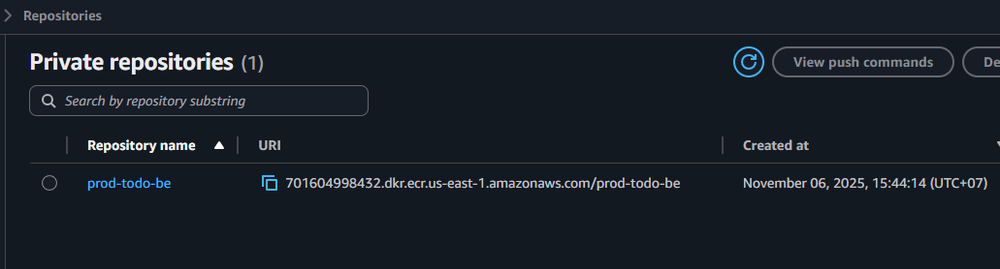 Repositories
Private repositories (1)
View push commands
De
Search by repository substring
Repository name URI Created at
prod-todo-be 701604998432.dkr.ecr.us-east-1.amazonaws.com/prod-todo-be November 06, 2025, 15:44:14 (UTC+07)